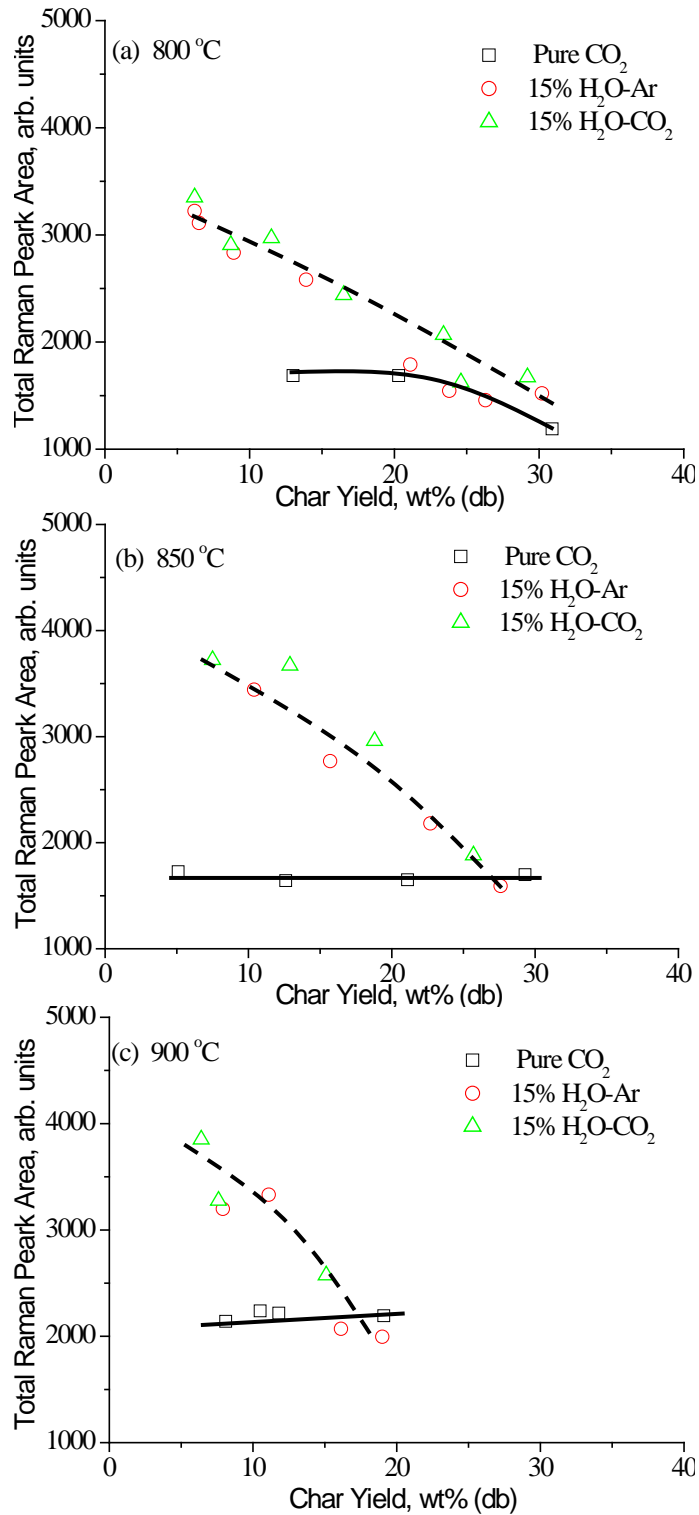 5000
(a) 800 °C
Pure CO₂
15% H₂O-Ar
15% H₂O-CO₂
4000
3000
2000
1000
0 10 20 30 40
Char Yield, wt% (db)
Total Raman Peark Area, arb. units
5000
(b) 850 °C
Pure CO₂
15% H₂O-Ar
15% H₂O-CO₂
4000
3000
2000
1000
0 10 20 30 40
Char Yield, wt% (db)
Total Raman Peark Area, arb. units
5000
(c) 900 °C
Pure CO₂
15% H₂O-Ar
15% H₂O-CO₂
4000
3000
2000
1000
0 10 20 30 40
Char Yield, wt% (db)
Total Raman Peark Area, arb. units